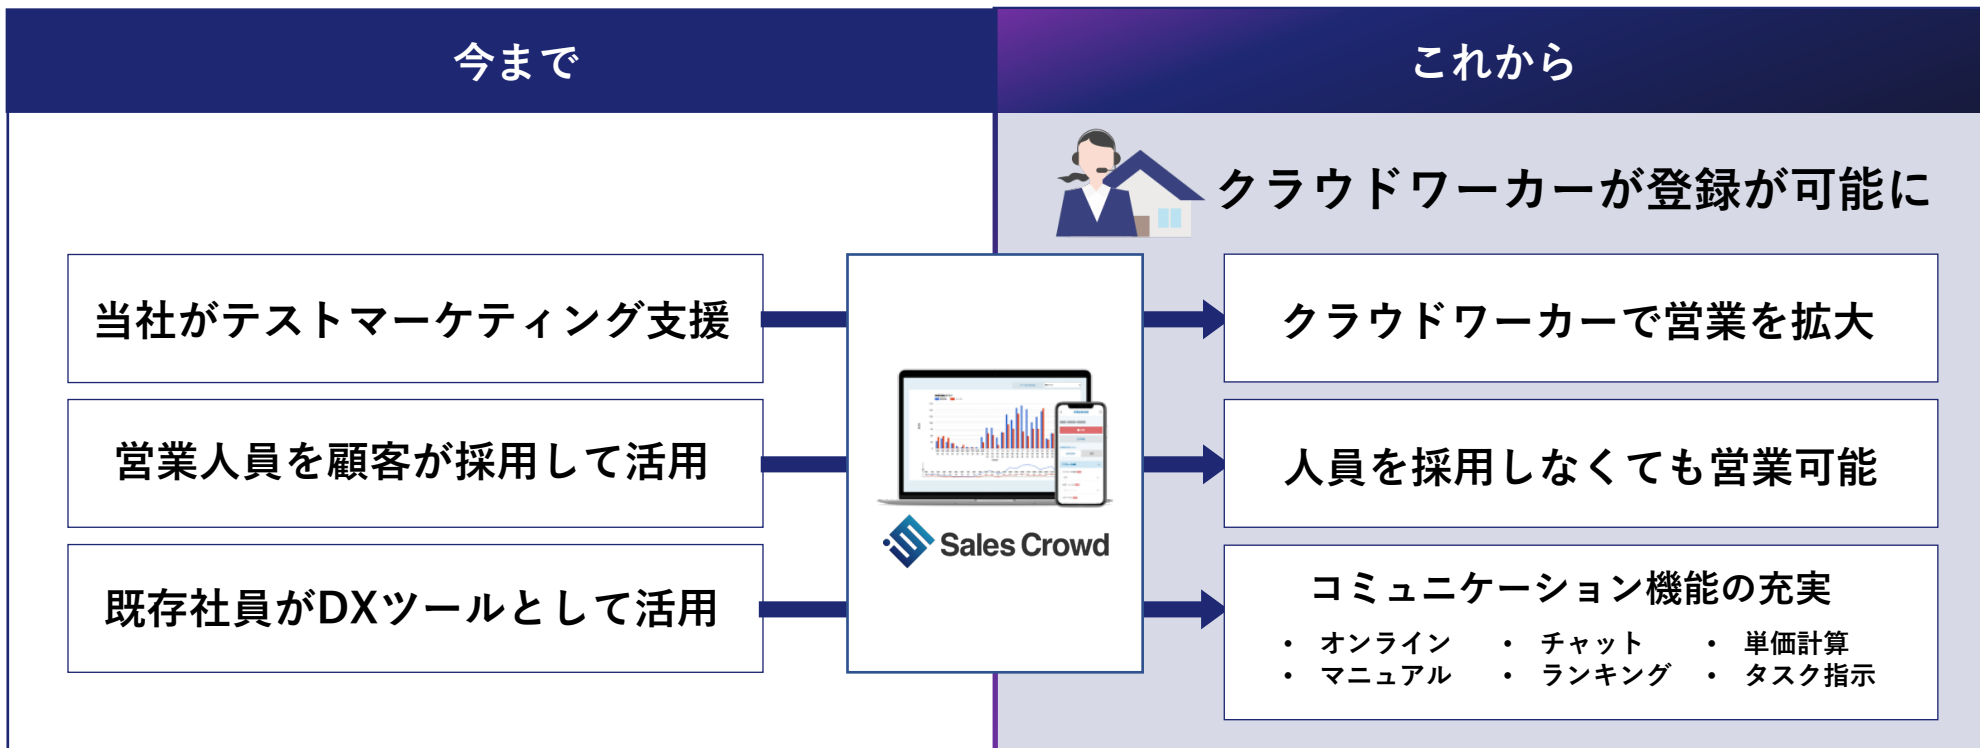 今まで
これから
クラウドワーカーが登録が可能に
当社がテストマーケティング支援
営業人員を顧客が採用して活用
既存社員がDXツールとして活用
Sales Crowd
クラウドワーカーで営業を拡大
人員を採用しなくても営業可能
コミュニケーション機能の充実
• オンライン • チャット • 単価計算
• マニュアル • ランキング • タスク指示